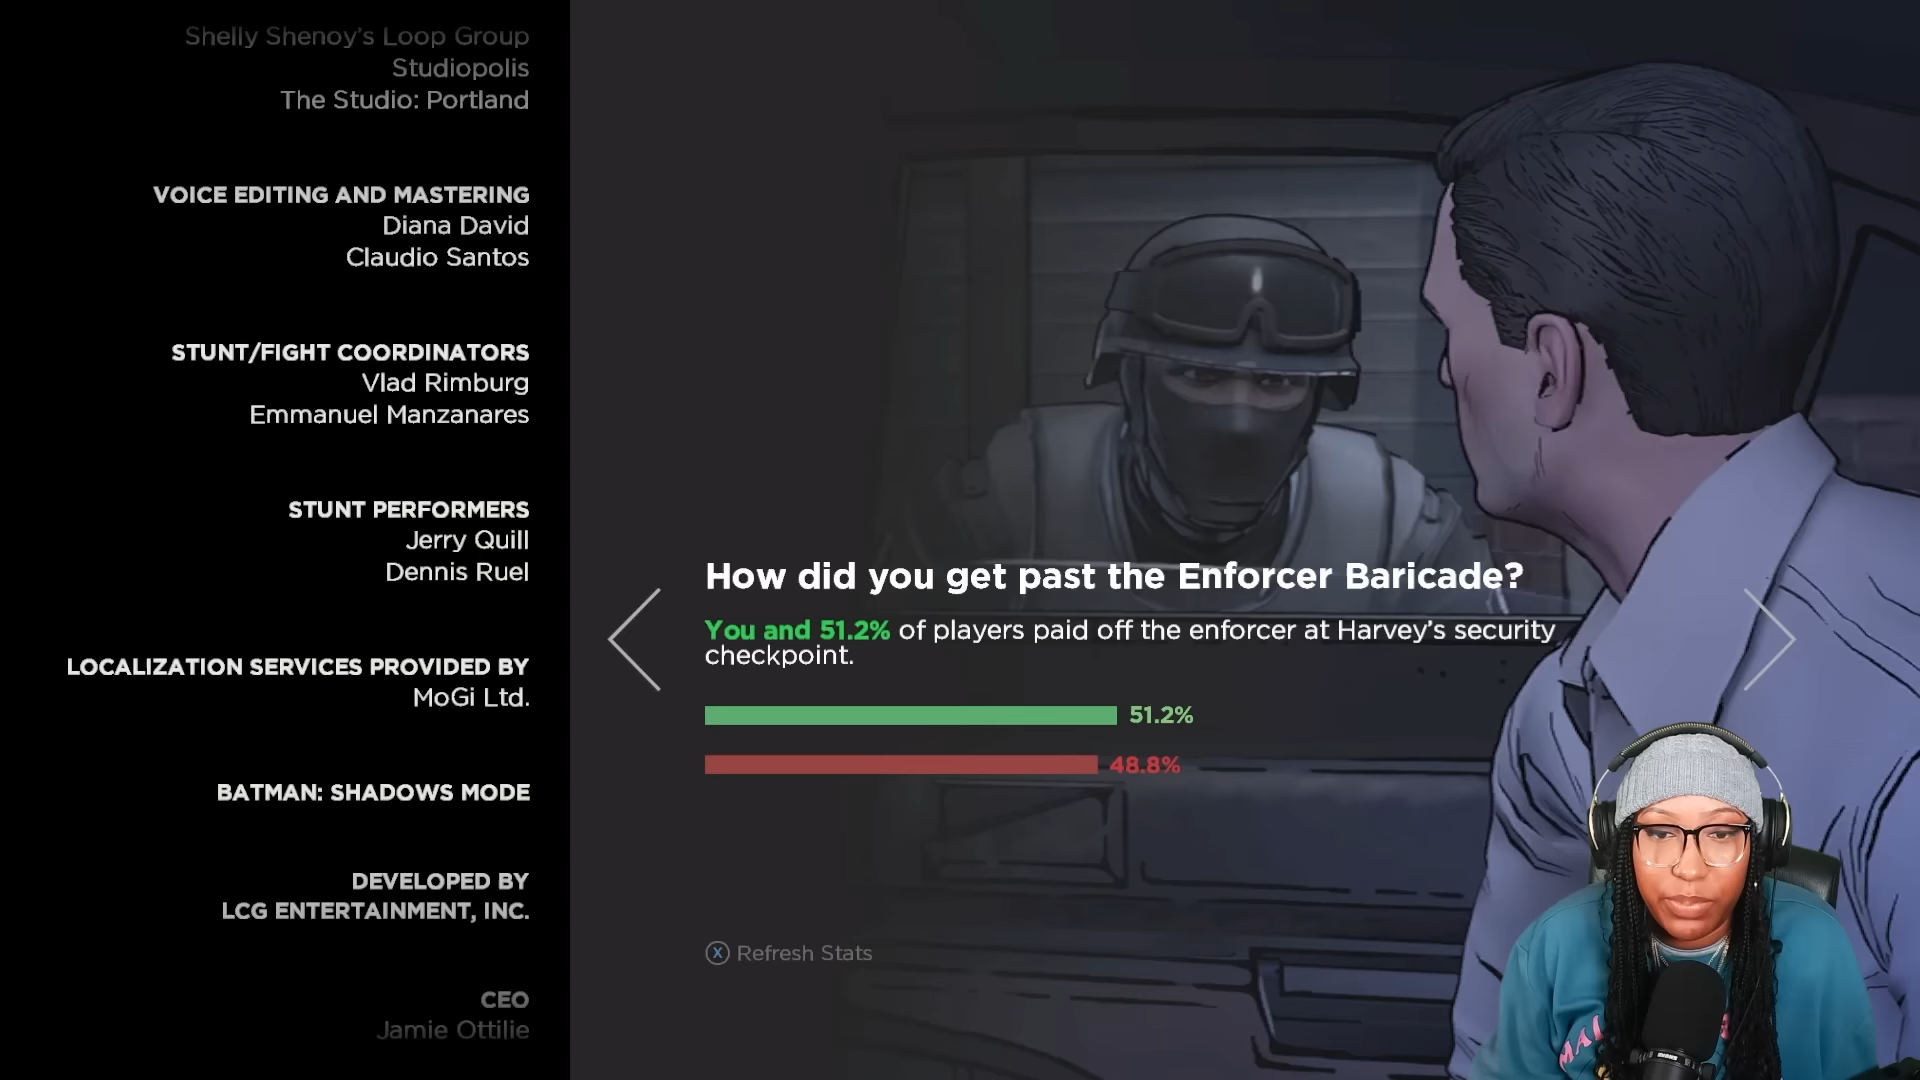 Shelly Shenoy's Loop Group
Studiopolis
The Studio: Portland
VOICE EDITING AND MASTERING
Diana David
Claudio Santos
STUNT/FIGHT COORDINATORS
Vlad Rimburg
Emmanuel Manzanares
STUNT PERFORMERS
Jerry Quill
Dennis Ruel
LOCALIZATION SERVICES PROVIDED BY
MoGi Ltd.
BATMAN: SHADOWS MODE
DEVELOPED BY
LCG ENTERTAINMENT, INC.
CEO
Jamie Ottilie
How did you get past the Enforcer Baricade?
You and 51.2% of players paid off the enforcer at Harvey's security
checkpoint.
51.2%
48.8%
X Refresh Stats